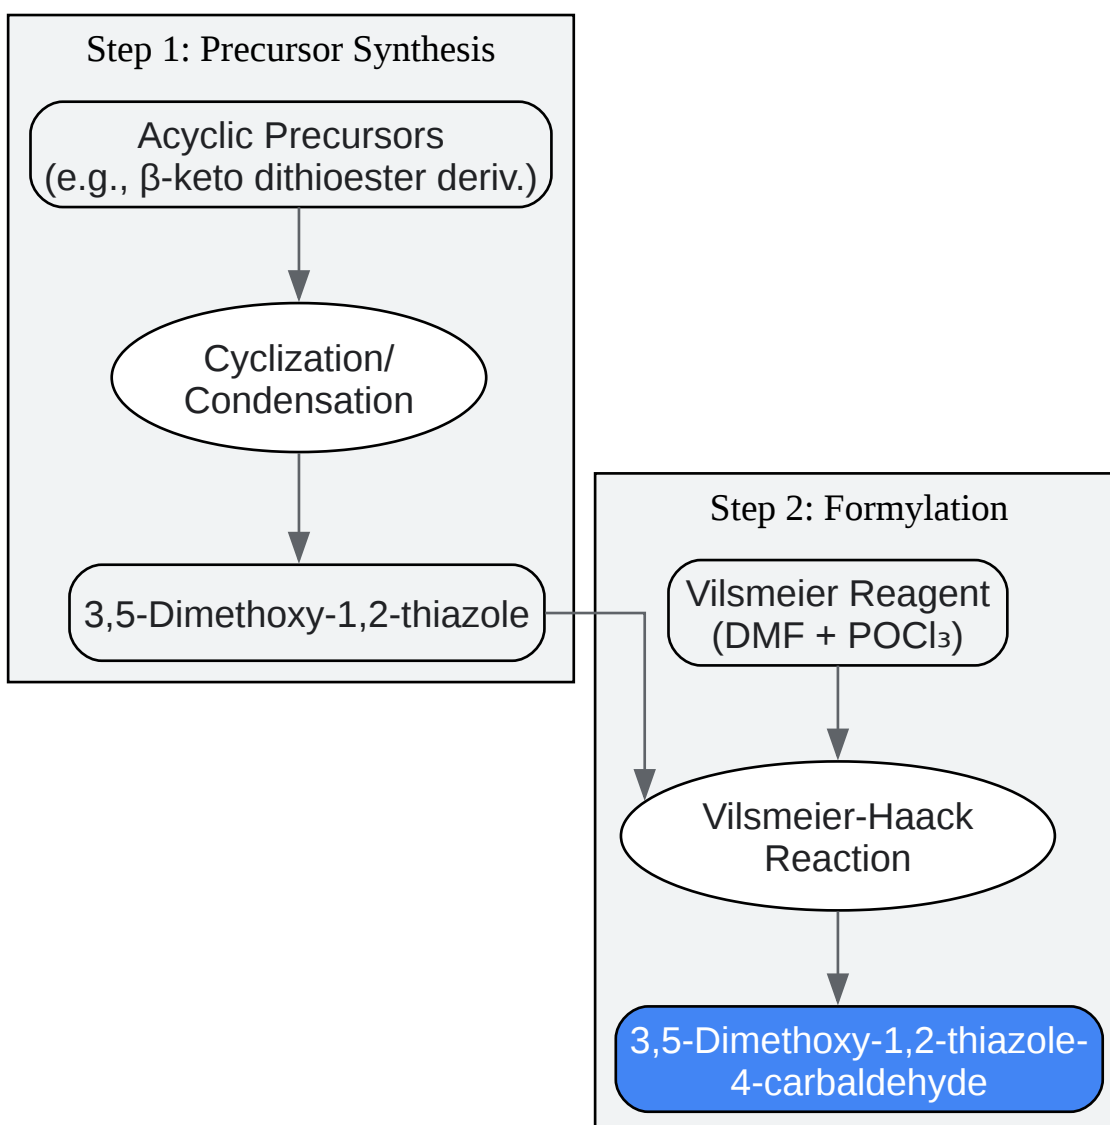 Step 1: Precursor Synthesis
Acyclic Precursors
(e.g., β-keto dithioester deriv.)
Cyclization/
Condensation
3,5-Dimethoxy-1,2-thiazole
Step 2: Formylation
Vilsmeier Reagent
(DMF + POCl₃)
Vilsmeier-Haack
Reaction
3,5-Dimethoxy-1,2-thiazole-
4-carbaldehyde